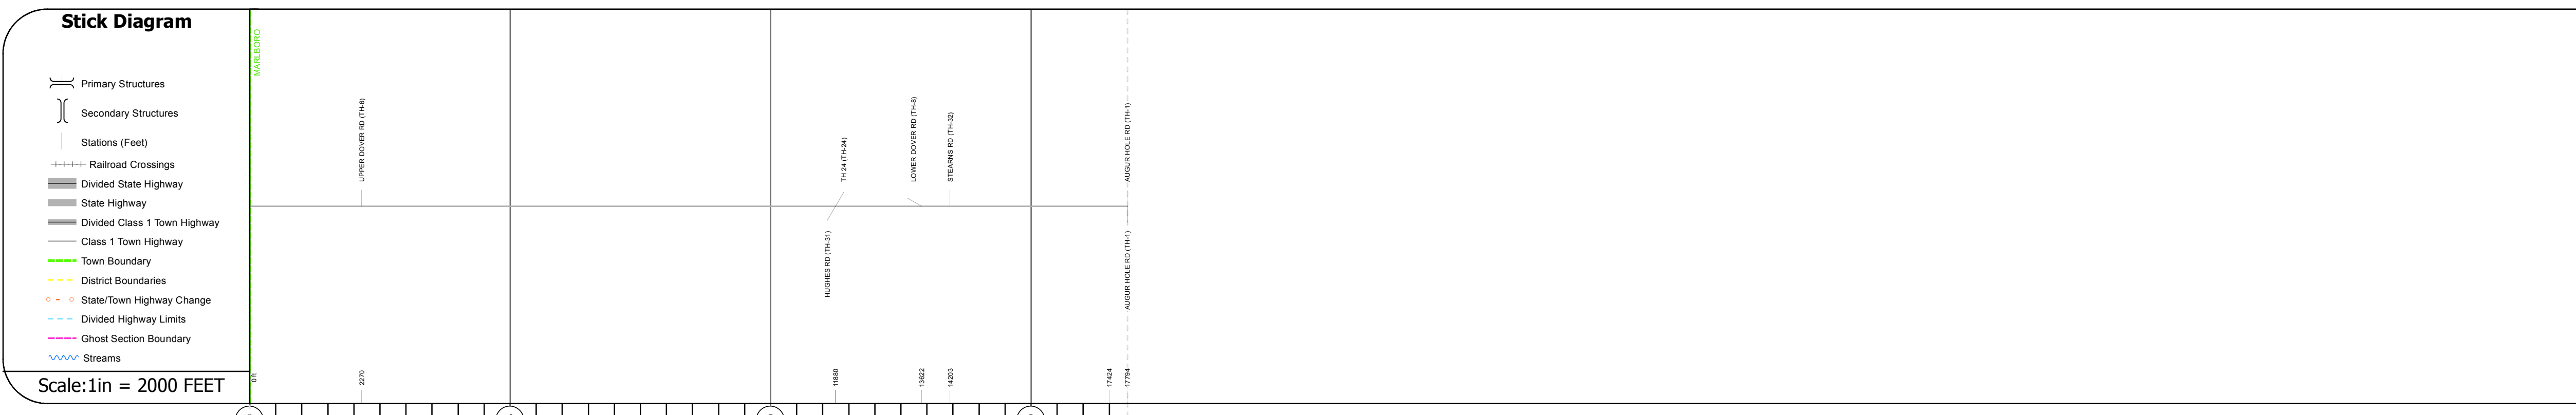 Stick Diagram
Primary Structures
Secondary Structures
Stations (Feet)
Railroad Crossings
Divided State Highway
State Highway
Divided Class 1 Town Highway
Class 1 Town Highway
Town Boundary
District Boundaries
State/Town Highway Change
Divided Highway Limits
Ghost Section Boundary
Streams
Scale:1in = 2000 FEET
MARLBORO
UPPER DOVER RD (TH-6)
TH 24 (TH-24)
LOWER DOVER RD (TH-8)
STEARNS RD (TH-32)
AUGUR HOLE RD (TH-1)
HUGHES RD (TH-31)
AUGUR HOLE RD (TH-1)
0 ft
2270
11880
13622
14203
17424
17794